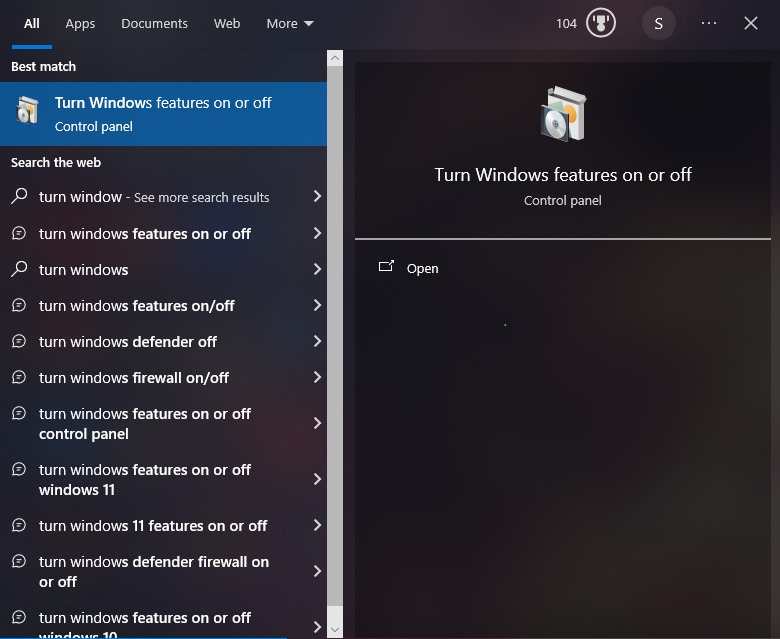 All Apps Documents Web More 104 S
Best match
Turn Windows features on or off
Control panel
Search the web
turn window - See more search results
turn windows features on or off
turn windows
turn windows features on/off
turn windows defender off
turn windows firewall on/off
turn windows features on or off
control panel
turn windows features on or off
windows 11
turn windows 11 features on or off
turn windows defender firewall on
or off
turn windows features on or off
windows 10
Turn Windows features on or off
Control panel
Open